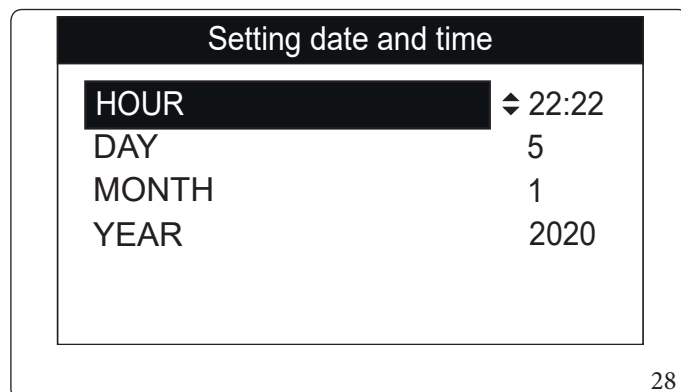 Setting date and time
HOUR 22:22
DAY 5
MONTH 1
YEAR 2020
28